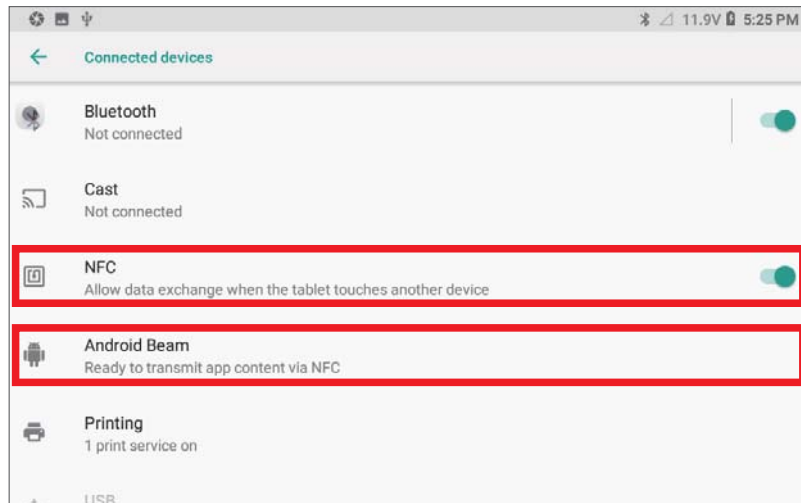 11.9V 5:25 PM
Connected devices
Bluetooth
Not connected
Cast
Not connected
NFC
Allow data exchange when the tablet touches another device
Android Beam
Ready to transmit app content via NFC
Printing
1 print service on
USB